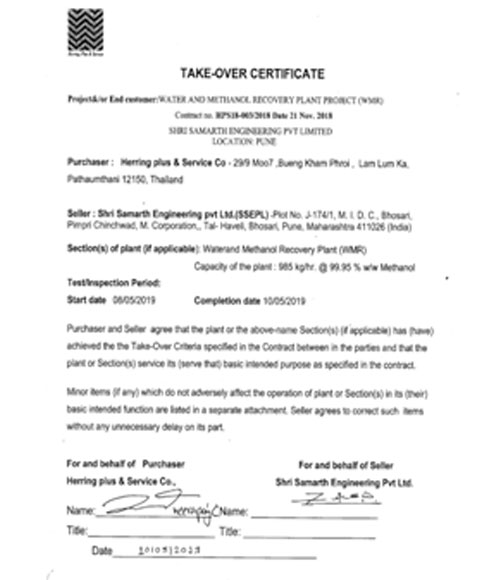 Herring Plus & Service
TAKE-OVER CERTIFICATE
Project&/or End customer:WATER AND METHANOL RECOVERY PLANT PROJECT (WMR)
Contract no. HPS18-003/2018 Date 21 Nov. 2018
SHRI SAMARTH ENGINEERING PVT LIMITED
LOCATION: PUNE
Purchaser : Herring plus & Service Co - 29/9 Moo7 ,Bueng Kham Phroi , Lam Lum Ka,
Pathaumthani 12150, Thailand
Seller : Shri Samarth Engineering pvt Ltd.(SSEPL) -Plot No. J-174/1, M. I. D. C., Bhosari,
Pimpri Chinchwad, M. Corporation,, Tal- Haveli, Bhosari, Pune, Maharashtra 411026 (India)
Section(s) of plant (if applicable): Waterand Methanol Recovery Plant (WMR)
Capacity of the plant : 985 kg/hr. @ 99.95 % w/w Methanol
Test/Inspection Period:
Start date 08/05/2019 Completion date 10/05/2019
Purchaser and Seller agree that the plant or the above-name Section(s) (if applicable) has (have)
achieved the the Take-Over Criteria specified in the Contract between in the parties and that the
plant or Section(s) service its (serve that) basic intended purpose as specified in the contract.
Minor items (if any) which do not adversely affect the operation of plant or Section(s) in its (their)
basic intended function are listed in a separate attachment. Seller agrees to correct such items
without any unnecessary delay on its part.
For and behalf of Purchaser For and behalf of Seller
Herring plus & Service Co., Shri Samarth Engineering Pvt Ltd.
Name: Name:
Title: Title:
Date